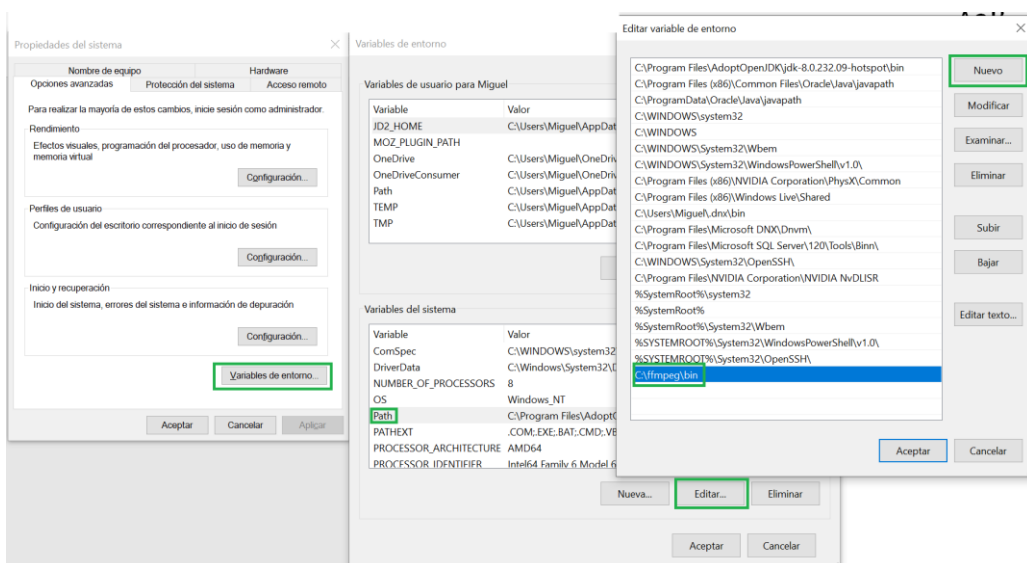 Propiedades del sistema
Nombre de equipo
Hardware
Opciones avanzadas
Protección del sistema
Acceso remoto
Para realizar la mayoría de estos cambios, inicie sesión como administrador.
Rendimiento
Efectos visuales, programación del procesador, uso de memoria y
memoria virtual
Configuración...
Perfiles de usuario
Configuración del escritorio correspondiente al inicio de sesión
Configuración...
Inicio y recuperación
Inicio del sistema, errores del sistema e información de depuración
Configuración...
Variables de entorno...
Aceptar
Cancelar
Aplicar
Variables de entorno
Variables de usuario para Miguel
Variable Valor
JD2_HOME C:\Users\Miguel\AppDat
MOZ_PLUGIN_PATH
OneDrive C:\Users\Miguel\OneDriv
OneDriveConsumer C:\Users\Miguel\OneDriv
Path C:\Users\Miguel\AppDat
TEMP C:\Users\Miguel\AppDat
TMP C:\Users\Miguel\AppDat
Variables del sistema
Variable Valor
ComSpec C:\WINDOWS\system32
DriverData C:\Windows\System32\D
NUMBER_OF_PROCESSORS 8
OS Windows_NT
Path C:\Program Files\Adopt
PATHEXT .COM;.EXE;.BAT;.CMD;.VB
PROCESSOR_ARCHITECTURE AMD64
PROCESSOR_IDENTIFIER Intel64 Family 6 Model 6
Nueva...
Editar...
Eliminar
Aceptar
Cancelar
Editar variable de entorno
C:\Program Files\AdoptOpenJDK\jdk-8.0.232.09-hotspot\bin
C:\Program Files (x86)\Common Files\Oracle\Java\javapath
C:\ProgramData\Oracle\Java\javapath
C:\WINDOWS\system32
C:\WINDOWS
C:\WINDOWS\System32\Wbem
C:\WINDOWS\System32\WindowsPowerShell\v1.0\
C:\Program Files (x86)\NVIDIA Corporation\PhysX\Common
C:\Program Files (x86)\Windows Live\Shared
C:\Users\Miguel\.dnx\bin
C:\Program Files\Microsoft DNX\Dnvm\
C:\Program Files\Microsoft SQL Server\120\Tools\Binn\
C:\WINDOWS\System32\OpenSSH\
C:\Program Files\NVIDIA Corporation\NVIDIA NvDLISR
%SystemRoot%\system32
%SystemRoot%
%SystemRoot%\System32\Wbem
%SYSTEMROOT%\System32\WindowsPowerShell\v1.0\
%SYSTEMROOT%\System32\OpenSSH\
C:\ffmpeg\bin
Nuevo
Modificar
Examinar...
Eliminar
Subir
Bajar
Editar texto...
Aceptar
Cancelar